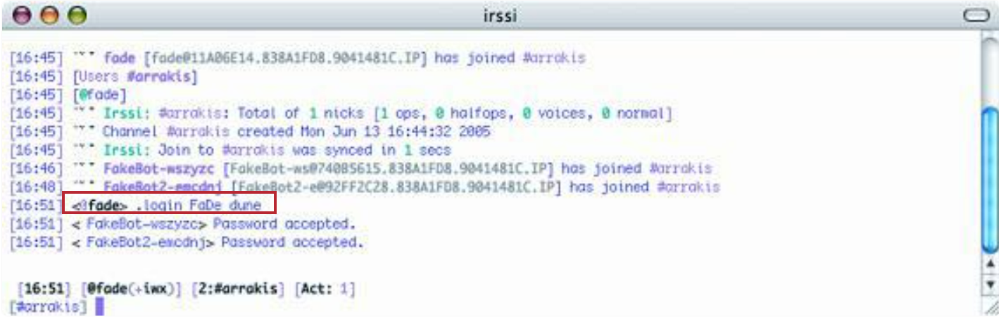 irssi
[16:45] fade [fade@11A06E14.838A1FD8.9041481C.IP] has joined #arrakis
[16:45] [Users #arrakis]
[16:45] [@fade]
[16:45] Irssi: #arrakis: Total of 1 nicks [1 ops, 0 halfops, 0 voices, 0 normal]
[16:45] Channel #arrakis created Mon Jun 13 16:44:32 2005
[16:45] Irssi: Join to #arrakis was synced in 1 secs
[16:46] FakeBot-wszyzc [FakeBot-ws@74085615.838A1FD8.9041481C.IP] has joined #arrakis
[16:48] FakeBot2-emcdnj [FakeBot2-e@92FF2C28.838A1FD8.9041481C.IP] has joined #arrakis
[16:51] <@fade> .login FaDe dune
[16:51] < FakeBot-wszyzc> Password accepted.
[16:51] < FakeBot2-emcdnj> Password accepted.
[16:51] [@fade(+iwx)] [2:#arrakis] [Act: 1]
[#arrakis]